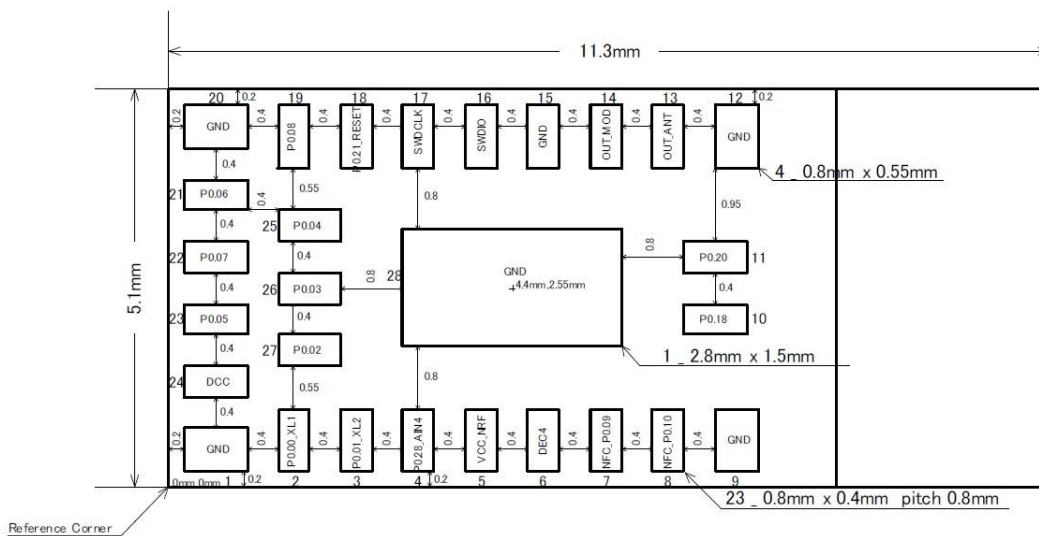 11.3mm
20 19 18 17 16 15 14 13 12
0.2 0.2 0.2
GND 0.4 P0.08 0.4 P0.21_RESET 0.4 SWDCLK 0.4 SWDIO 0.4 GND 0.4 OUT_MOD 0.4 OUT_ANT 0.4 GND
0.4 0.55 0.8 0.95
4 _ 0.8mm x 0.55mm
21 P0.06 0.4
25 P0.04
0.4 0.4
22 P0.07 0.8 P0.20 11
5.1mm
0.4 26 P0.03 0.8 28 GND 4.4mm,2.55mm 0.4
23 P0.05 0.4 P0.18 10
0.4 27 P0.02
1 _ 2.8mm x 1.5mm
24 DCC 0.55 0.8
0.4
0.2 GND 0.4 P0.00_XL1 0.4 P0.01_XL2 0.4 P0.28_AIN4 0.4 VCC_NRF 0.4 DEC4 0.4 NFC_P0.09 0.4 NFC_P0.10 0.4 GND
0mm,0mm 1 0.2 2 3 4 0.2 5 6 7 8 9
23 _ 0.8mm x 0.4mm pitch 0.8mm
Reference Corner